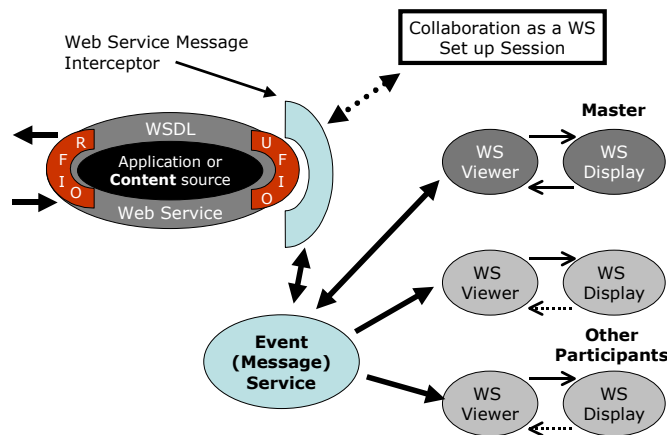 Web Service Message
Interceptor
Collaboration as a WS
Set up Session
WSDL
R
F
I
O
Application or
Content source
U
F
I
O
Web Service
Master
WS
Viewer
WS
Display
WS
Viewer
WS
Display
Event
(Message)
Service
Other
Participants
WS
Viewer
WS
Display